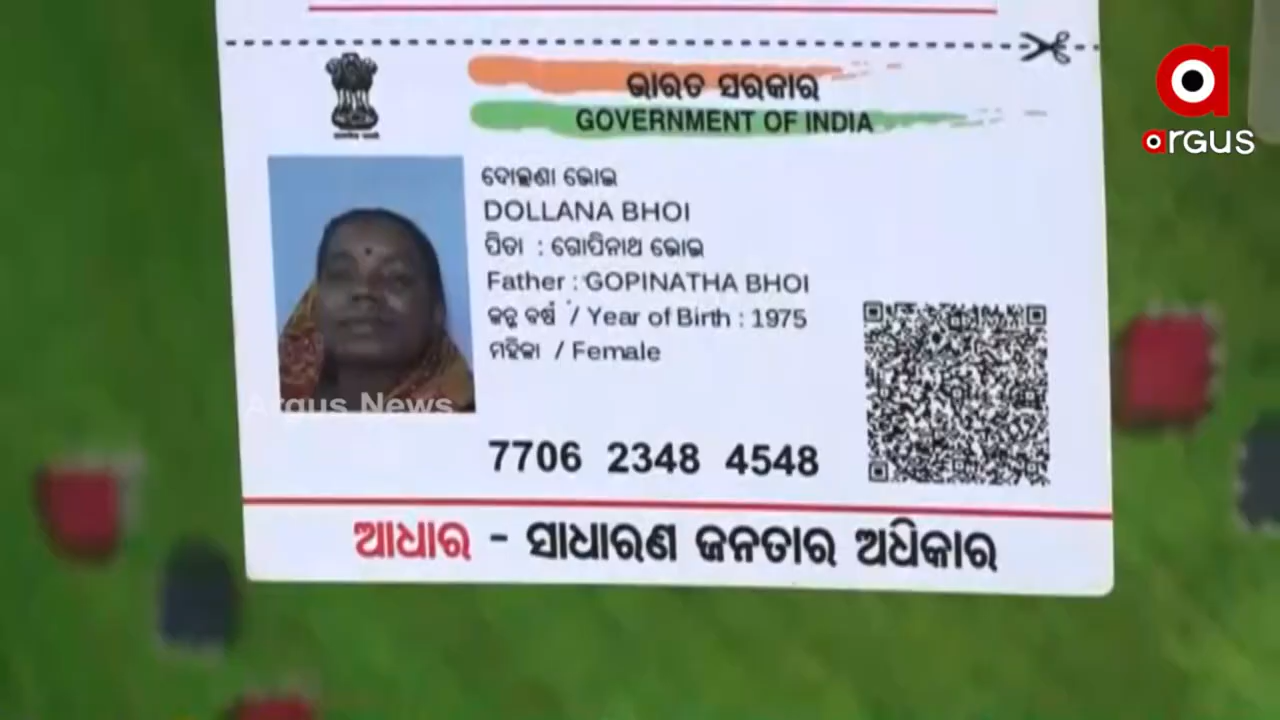 ଭାରତ ସରକାର
GOVERNMENT OF INDIA
argus
ଦୋଲ୍ଲଣା ଭୋଇ
DOLLANA BHOI
ପିତା : ଗୋପିନାଥ ଭୋଇ
Father : GOPINATHA BHOI
ଜନ୍ମ ବର୍ଷ / Year of Birth : 1975
ମହିଳା / Female
Argus News
7706 2348 4548
ଆଧାର - ସାଧାରଣ ଜନତାର ଅଧିକାର